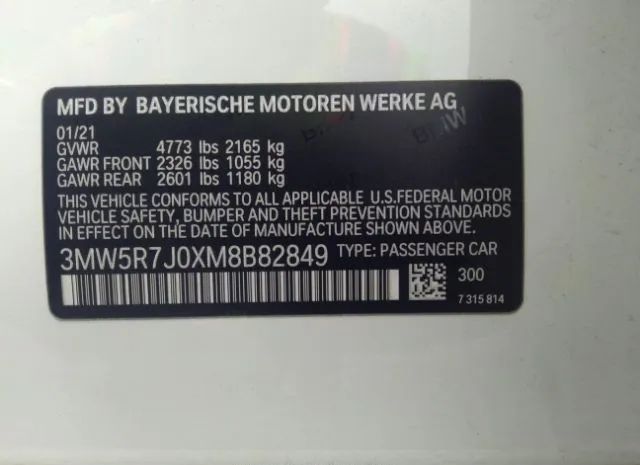 MFD BY BAYERISCHE MOTOREN WERKE AG
01/21
GVWR 4773 lbs 2165 kg
GAWR FRONT 2326 lbs 1055 kg
GAWR REAR 2601 lbs 1180 kg
THIS VEHICLE CONFORMS TO ALL APPLICABLE U.S.FEDERAL MOTOR
VEHICLE SAFETY, BUMPER AND THEFT PREVENTION STANDARDS
IN EFFECT ON THE DATE OF MANUFACTURE SHOWN ABOVE.
3MW5R7J0XM8B82849 TYPE: PASSENGER CAR
300
7 315 814